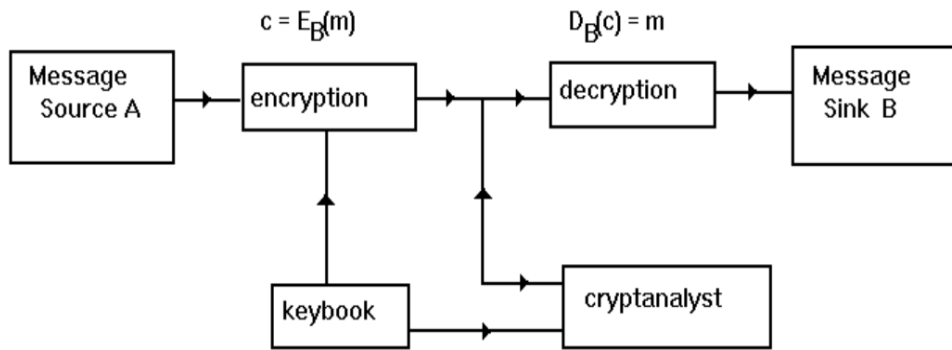 c = E_B(m)
D_B(c) = m
Message
Source A
encryption
decryption
Message
Sink B
keybook
cryptanalyst